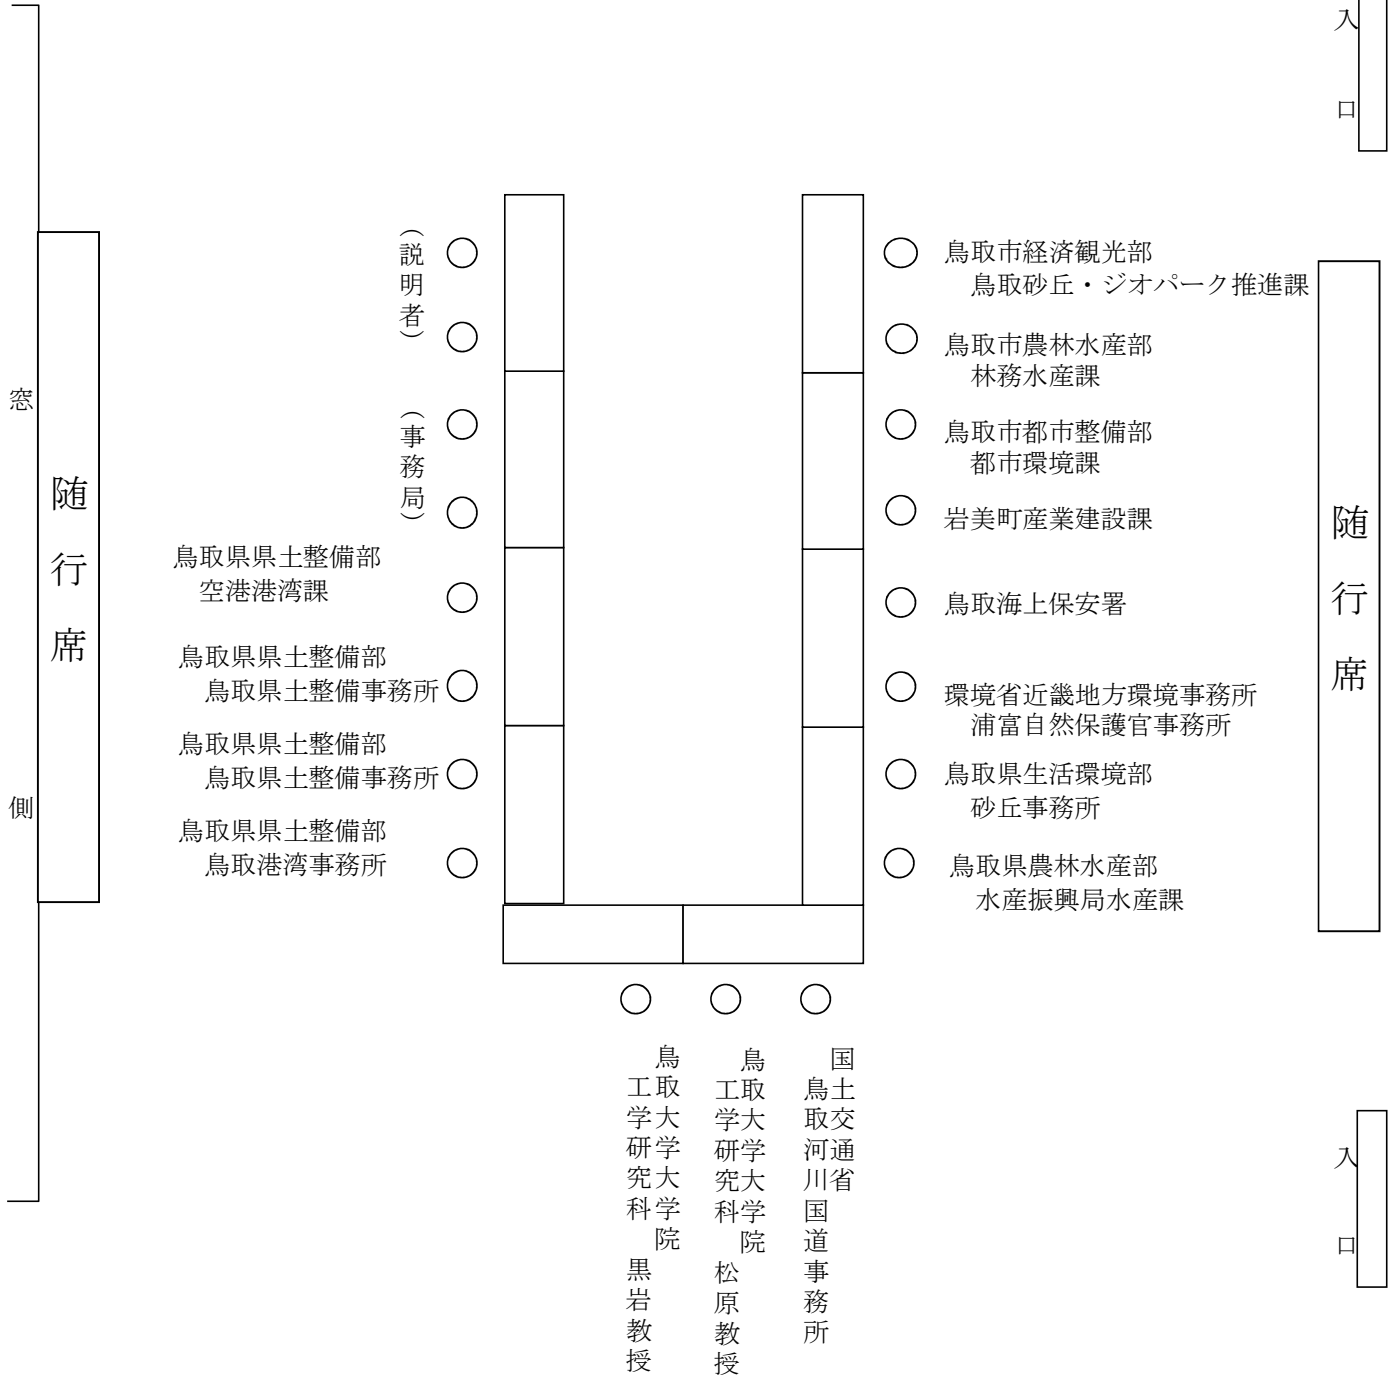 入口
窓側
随行席
（説明者）
（事務局）
鳥取県県土整備部
空港港湾課
鳥取県県土整備部
鳥取県土整備事務所
鳥取県県土整備部
鳥取県土整備事務所
鳥取県県土整備部
鳥取港湾事務所
鳥取市経済観光部
鳥取砂丘・ジオパーク推進課
鳥取市農林水産部
林務水産課
鳥取市都市整備部
都市環境課
岩美町産業建設課
鳥取海上保安署
環境省近畿地方環境事務所
浦富自然保護官事務所
鳥取県生活環境部
砂丘事務所
鳥取県農林水産部
水産振興局水産課
随行席
国土交通省
鳥取河川国道事務所
鳥取大学大学院
工学研究科 松原教授
鳥取大学大学院
工学研究科 黒岩教授
入口